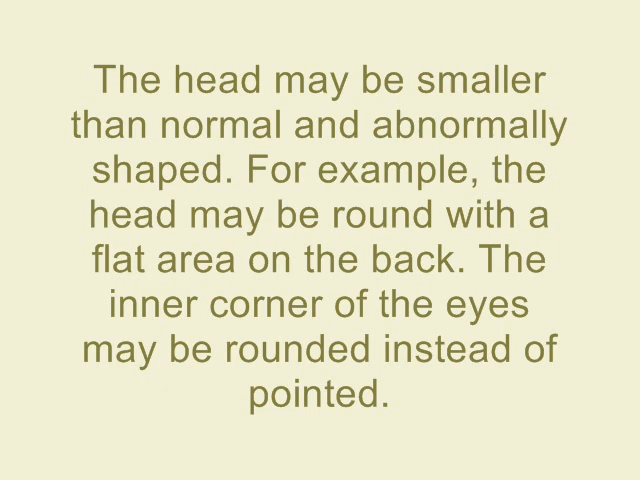 The head may be smaller
than normal and abnormally
shaped. For example, the
head may be round with a
flat area on the back. The
inner corner of the eyes
may be rounded instead of
pointed.